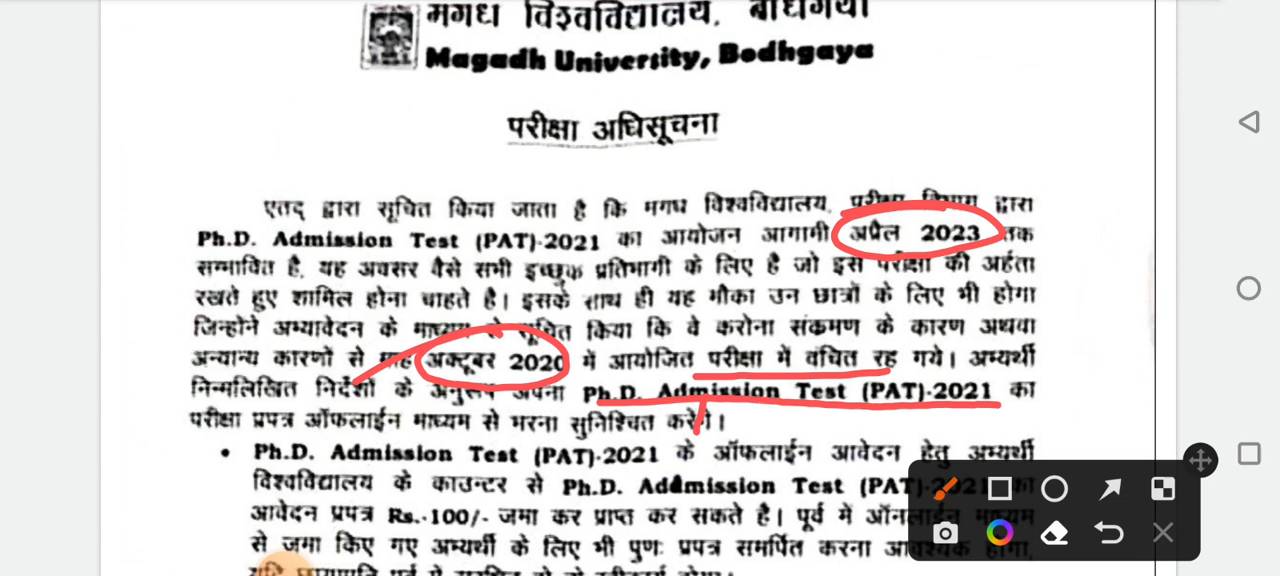 मगध विश्वविद्यालय, बोधगया
Magadh University, Bodhgaya
परीक्षा अधिसूचना
एतद् द्वारा सूचित किया जाता है कि मगध विश्वविद्यालय, परीक्षा विभाग द्वारा
Ph.D. Admission Test (PAT)-2021 का आयोजन आगामी अप्रैल 2023 तक
सम्भावित है, यह अवसर वैसे सभी इच्छुक प्रतिभागी के लिए है जो इस परीक्षा की अर्हता
रखते हुए शामिल होना चाहते है। इसके साथ ही यह मौका उन छात्रों के लिए भी होगा
जिन्होने अभ्यावेदन के माध्यम से सूचित किया कि वे करोना संक्रमण के कारण अथवा
अन्यान्य कारणों से माह अक्टूबर 2020 में आयोजित परीक्षा में वंचित रह गये। अभ्यर्थी
निन्मलिखित निर्देशों के अनुरूप अपना Ph.D. Admission Test (PAT)-2021 का
परीक्षा प्रपत्र ऑफलाईन माध्यम से भरना सुनिश्चित करेंगे।
• Ph.D. Admission Test (PAT)-2021 के ऑफलाईन आवेदन हेतु अभ्यर्थी
विश्वविद्यालय के काउन्टर से Ph.D. Addmission Test (PAT)-2021 का
आवेदन प्रपत्र Rs.-100/- जमा कर प्राप्त कर सकते है। पूर्व में ऑनलाईन माध्यम
से जमा किए गए अभ्यर्थी के लिए भी पुणः प्रपत्र समर्पित करना आवश्यक होगा,